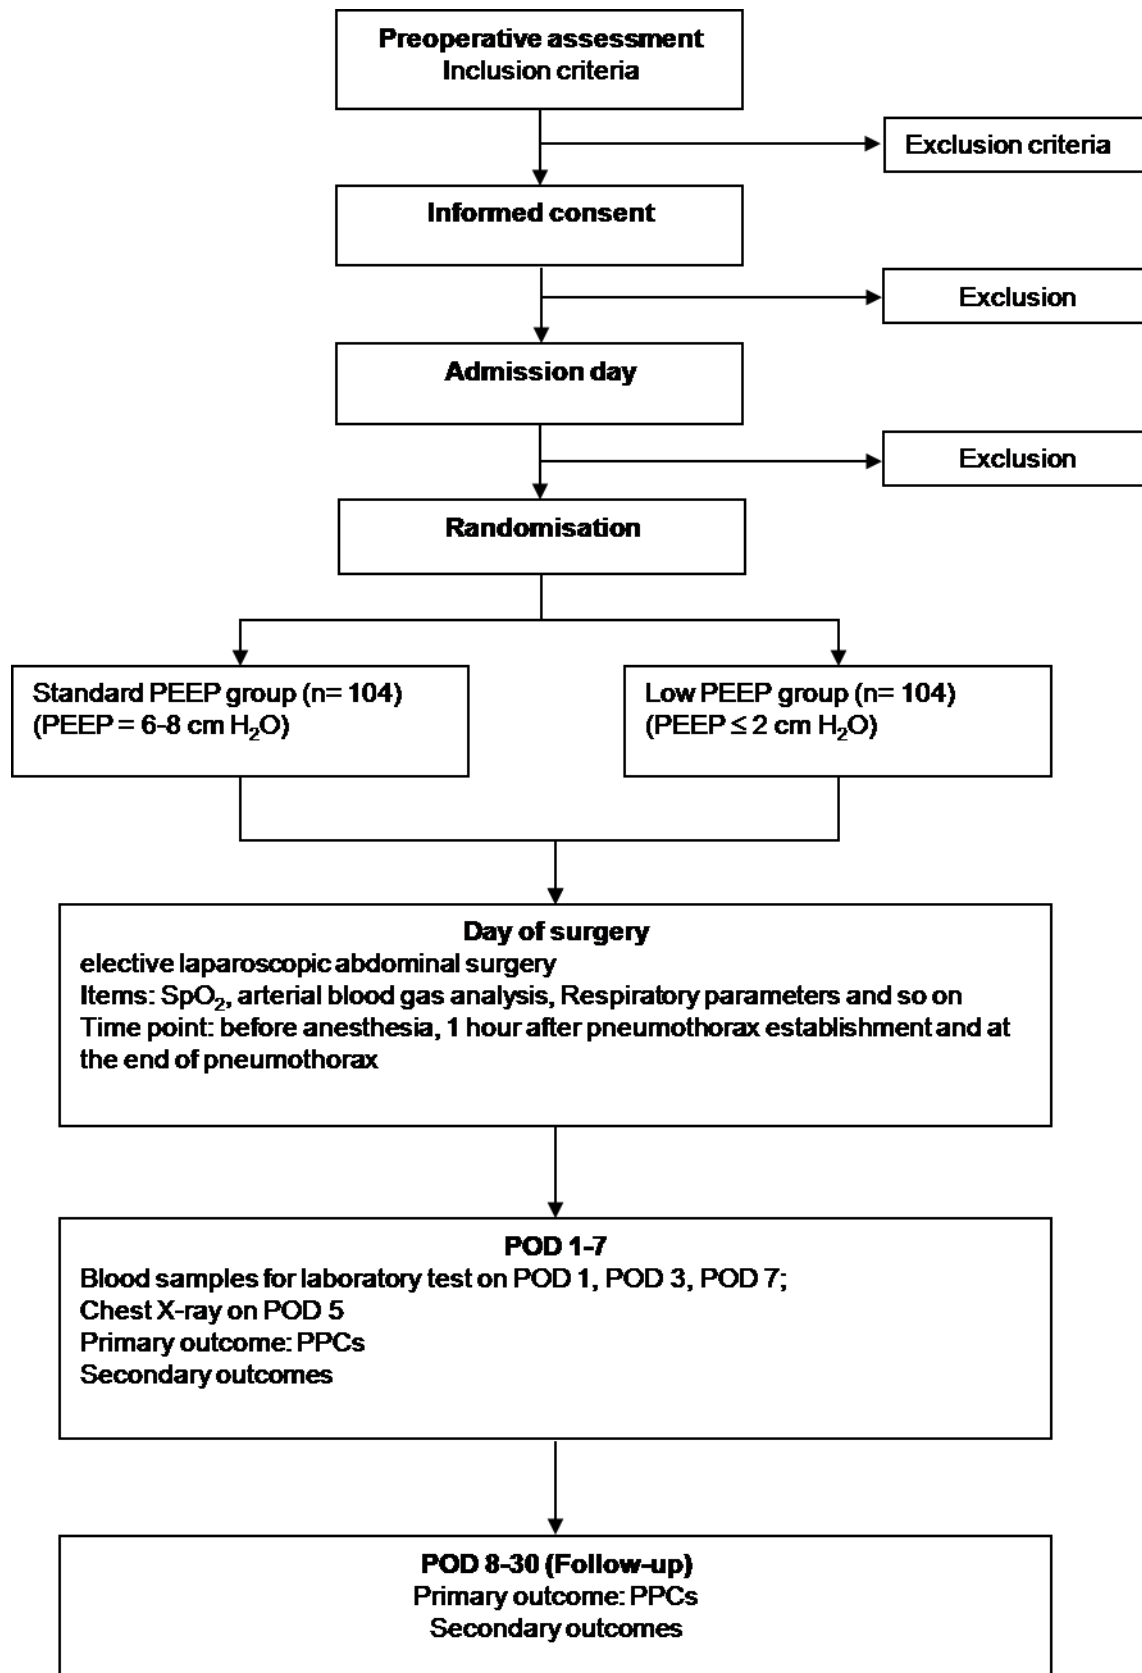 Preoperative assessment
Inclusion criteria
Exclusion criteria
Informed consent
Exclusion
Admission day
Exclusion
Randomisation
Standard PEEP group (n= 104)
(PEEP = 6-8 cm H₂O)
Low PEEP group (n= 104)
(PEEP ≤ 2 cm H₂O)
Day of surgery
elective laparoscopic abdominal surgery
Items: SpO₂, arterial blood gas analysis, Respiratory parameters and so on
Time point: before anesthesia, 1 hour after pneumothorax establishment and at
the end of pneumothorax
POD 1-7
Blood samples for laboratory test on POD 1, POD 3, POD 7;
Chest X-ray on POD 5
Primary outcome: PPCs
Secondary outcomes
POD 8-30 (Follow-up)
Primary outcome: PPCs
Secondary outcomes